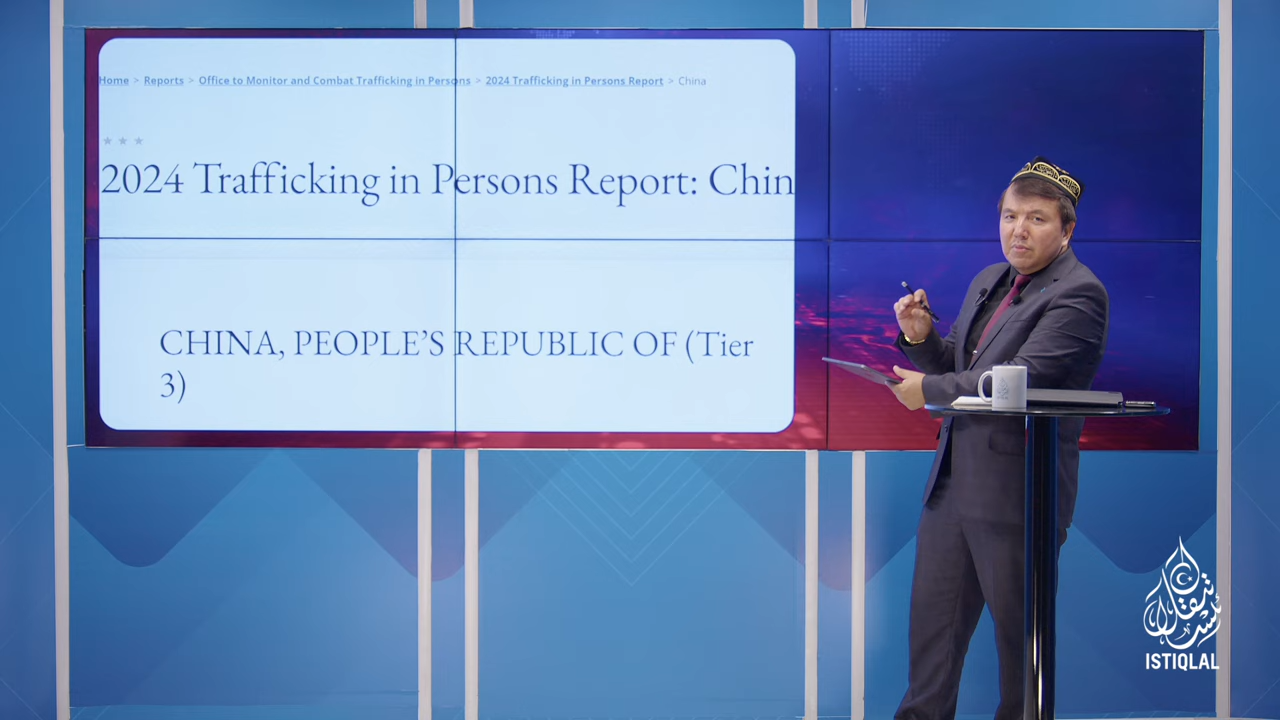 Home > Reports > Office to Monitor and Combat Trafficking in Persons > 2024 Trafficking in Persons Report > China
2024 Trafficking in Persons Report: Chin
CHINA, PEOPLE’S REPUBLIC OF (Tier
3)
ISTIQLAL